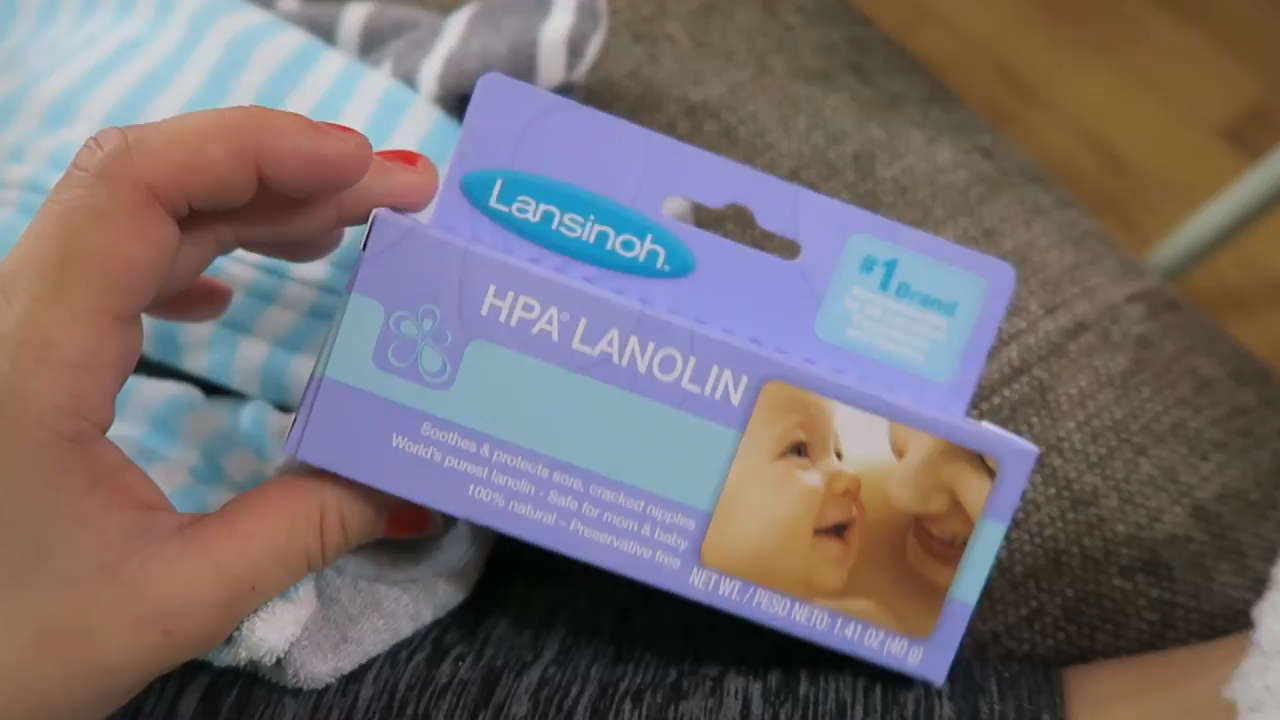 Lansinoh®
#1 Brand
HPA® LANOLIN
Soothes & protects sore, cracked nipples
World's purest lanolin - Safe for mom & baby
100% natural - Preservative free
NET WT. / PESO NETO: 1.41 OZ (40 g)